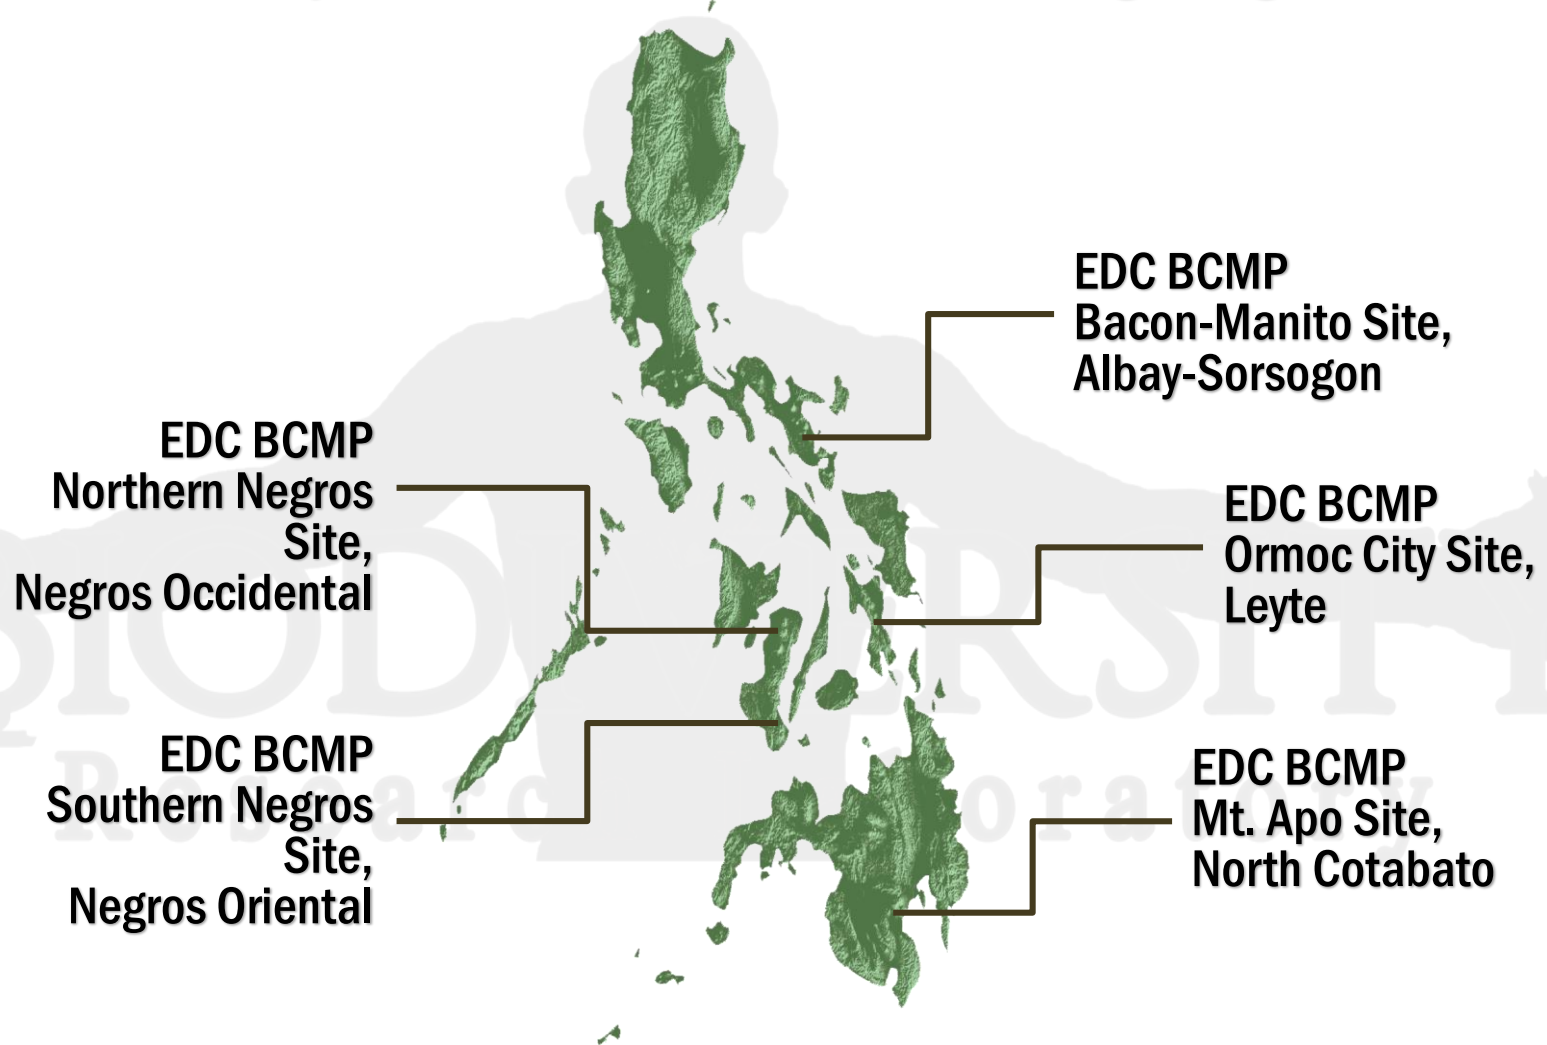 EDC BCMP
Bacon-Manito Site,
Albay-Sorsogon
EDC BCMP
Northern Negros
Site,
Negros Occidental
EDC BCMP
Ormoc City Site,
Leyte
EDC BCMP
Southern Negros
Site,
Negros Oriental
EDC BCMP
Mt. Apo Site,
North Cotabato